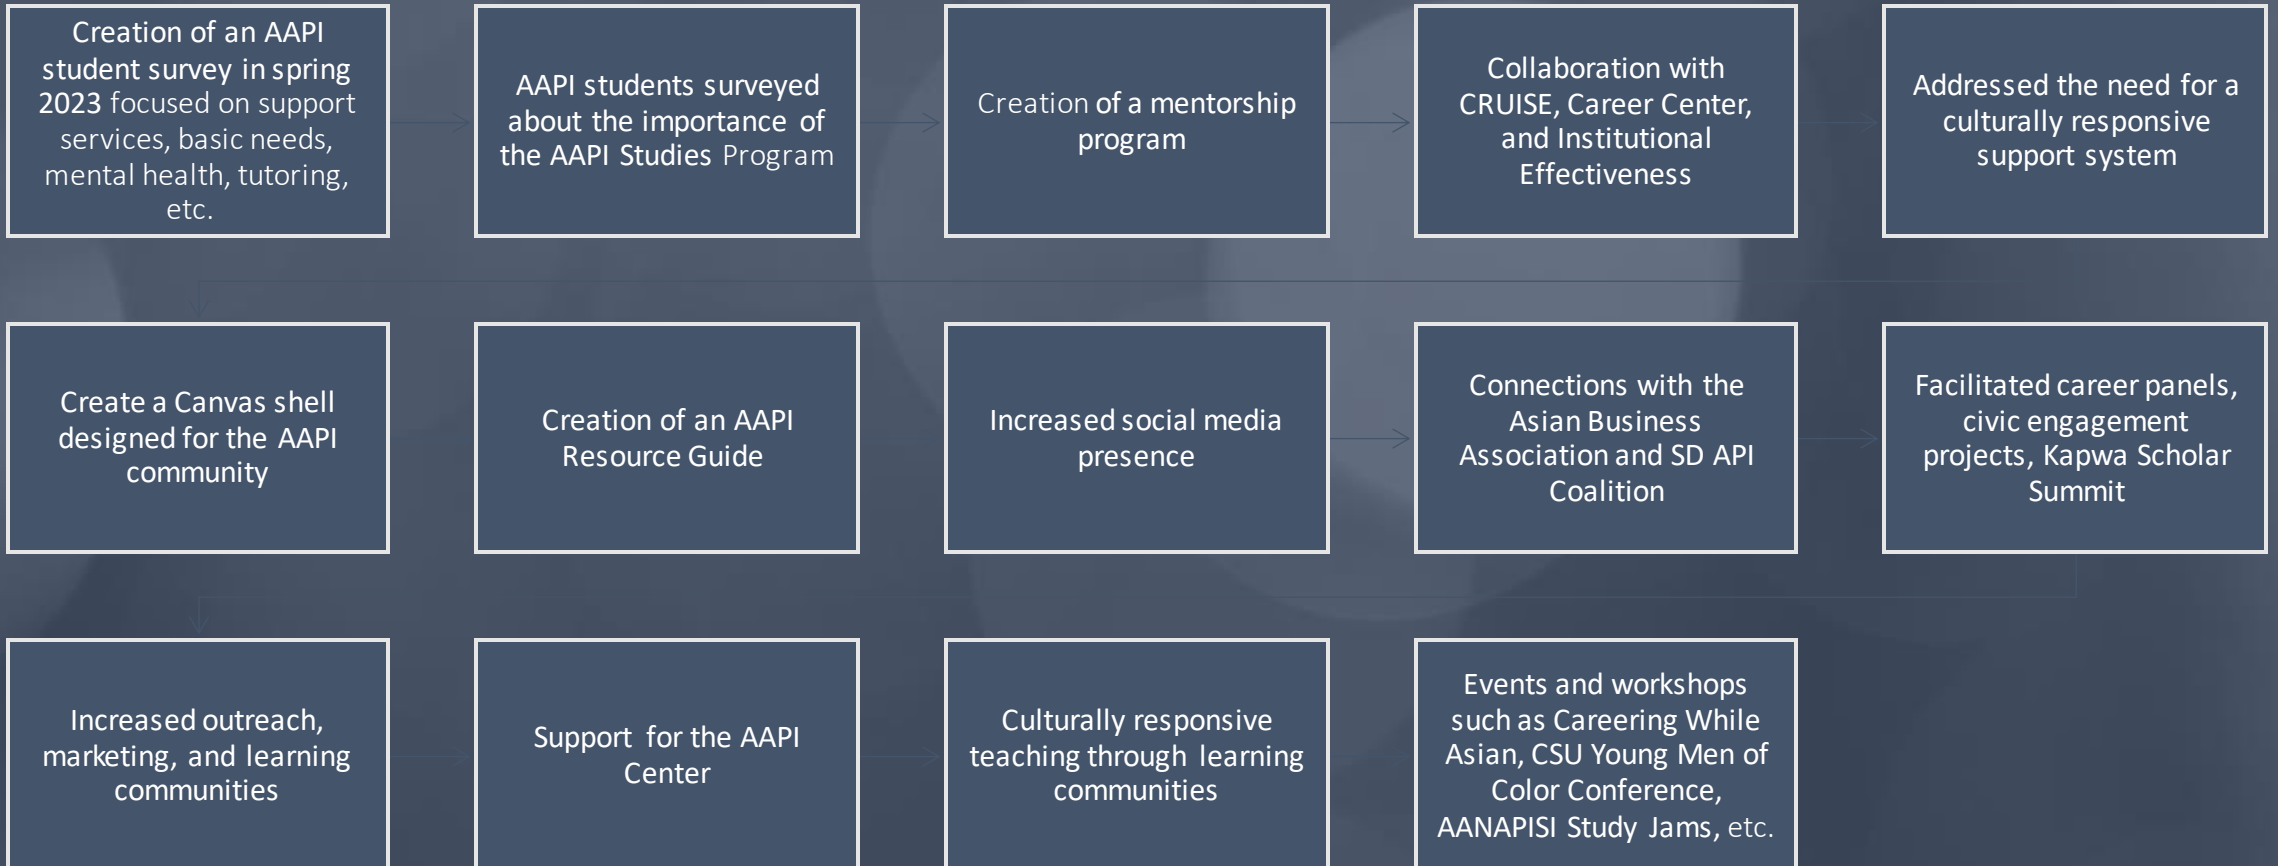 Creation of an AAPI
student survey in spring
2023 focused on support
services, basic needs,
mental health, tutoring,
etc.
AAPI students surveyed
about the importance of
the AAPI Studies Program
Creation of a mentorship
program
Collaboration with
CRUISE, Career Center,
and Institutional
Effectiveness
Addressed the need for a
culturally responsive
support system
Create a Canvas shell
designed for the AAPI
community
Creation of an AAPI
Resource Guide
Increased social media
presence
Connections with the
Asian Business
Association and SD API
Coalition
Facilitated career panels,
civic engagement
projects, Kapwa Scholar
Summit
Increased outreach,
marketing, and learning
communities
Support for the AAPI
Center
Culturally responsive
teaching through learning
communities
Events and workshops
such as Careering While
Asian, CSU Young Men of
Color Conference,
AANAPISI Study Jams, etc.